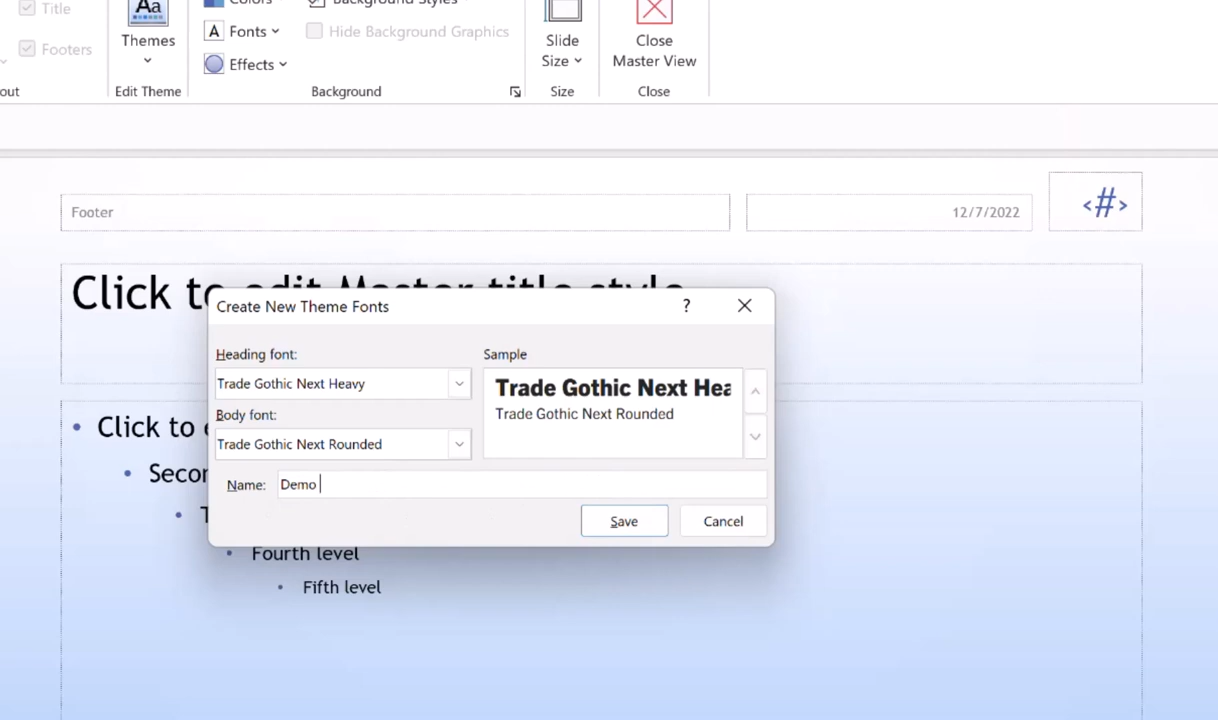 Title
Footers
out
Aa
Themes
Edit Theme
Colors
Background Styles
A Fonts
Hide Background Graphics
Effects
Background
Slide
Size
Size
Close
Master View
Close
Footer
12/7/2022
<#>
Click to edit Master title style
Create New Theme Fonts
?
Heading font:
Sample
Trade Gothic Next Heavy
Trade Gothic Next Hea
Body font:
Trade Gothic Next Rounded
Trade Gothic Next Rounded
Name: Demo
Save
Cancel
• Click to
• Secon
• T
• Fourth level
• Fifth level